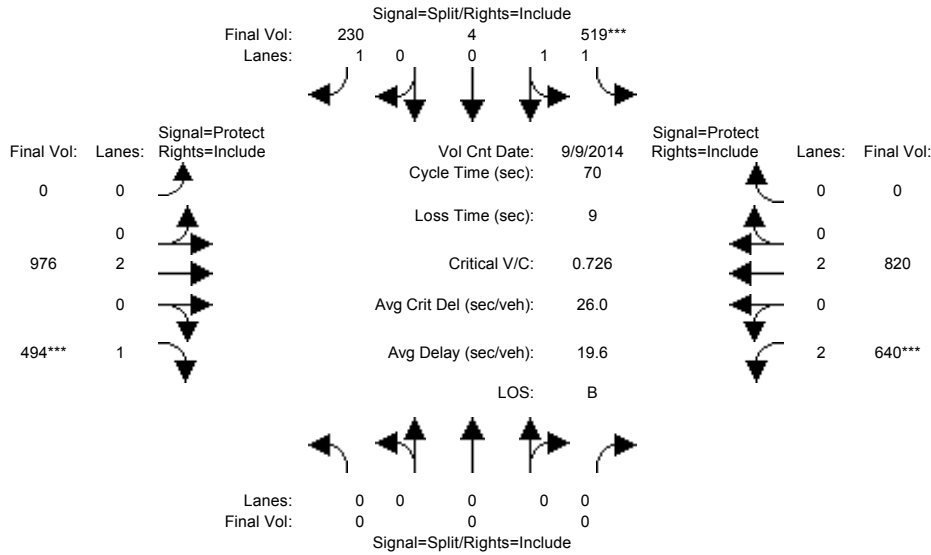 Signal=Split/Rights=Include
Final Vol: 230 4 519***
Lanes: 1 0 0 1 1
Signal=Protect Signal=Protect
Final Vol: Lanes: Rights=Include Vol Cnt Date: 9/9/2014 Rights=Include Lanes: Final Vol:
Cycle Time (sec): 70
0 0 0 0
Loss Time (sec): 9
0 0
976 2 Critical V/C: 0.726 2 820
0 Avg Crit Del (sec/veh): 26.0 0
494*** 1 Avg Delay (sec/veh): 19.6 2 640***
LOS: B
Lanes: 0 0 0 0 0
Final Vol: 0 0 0
Signal=Split/Rights=Include